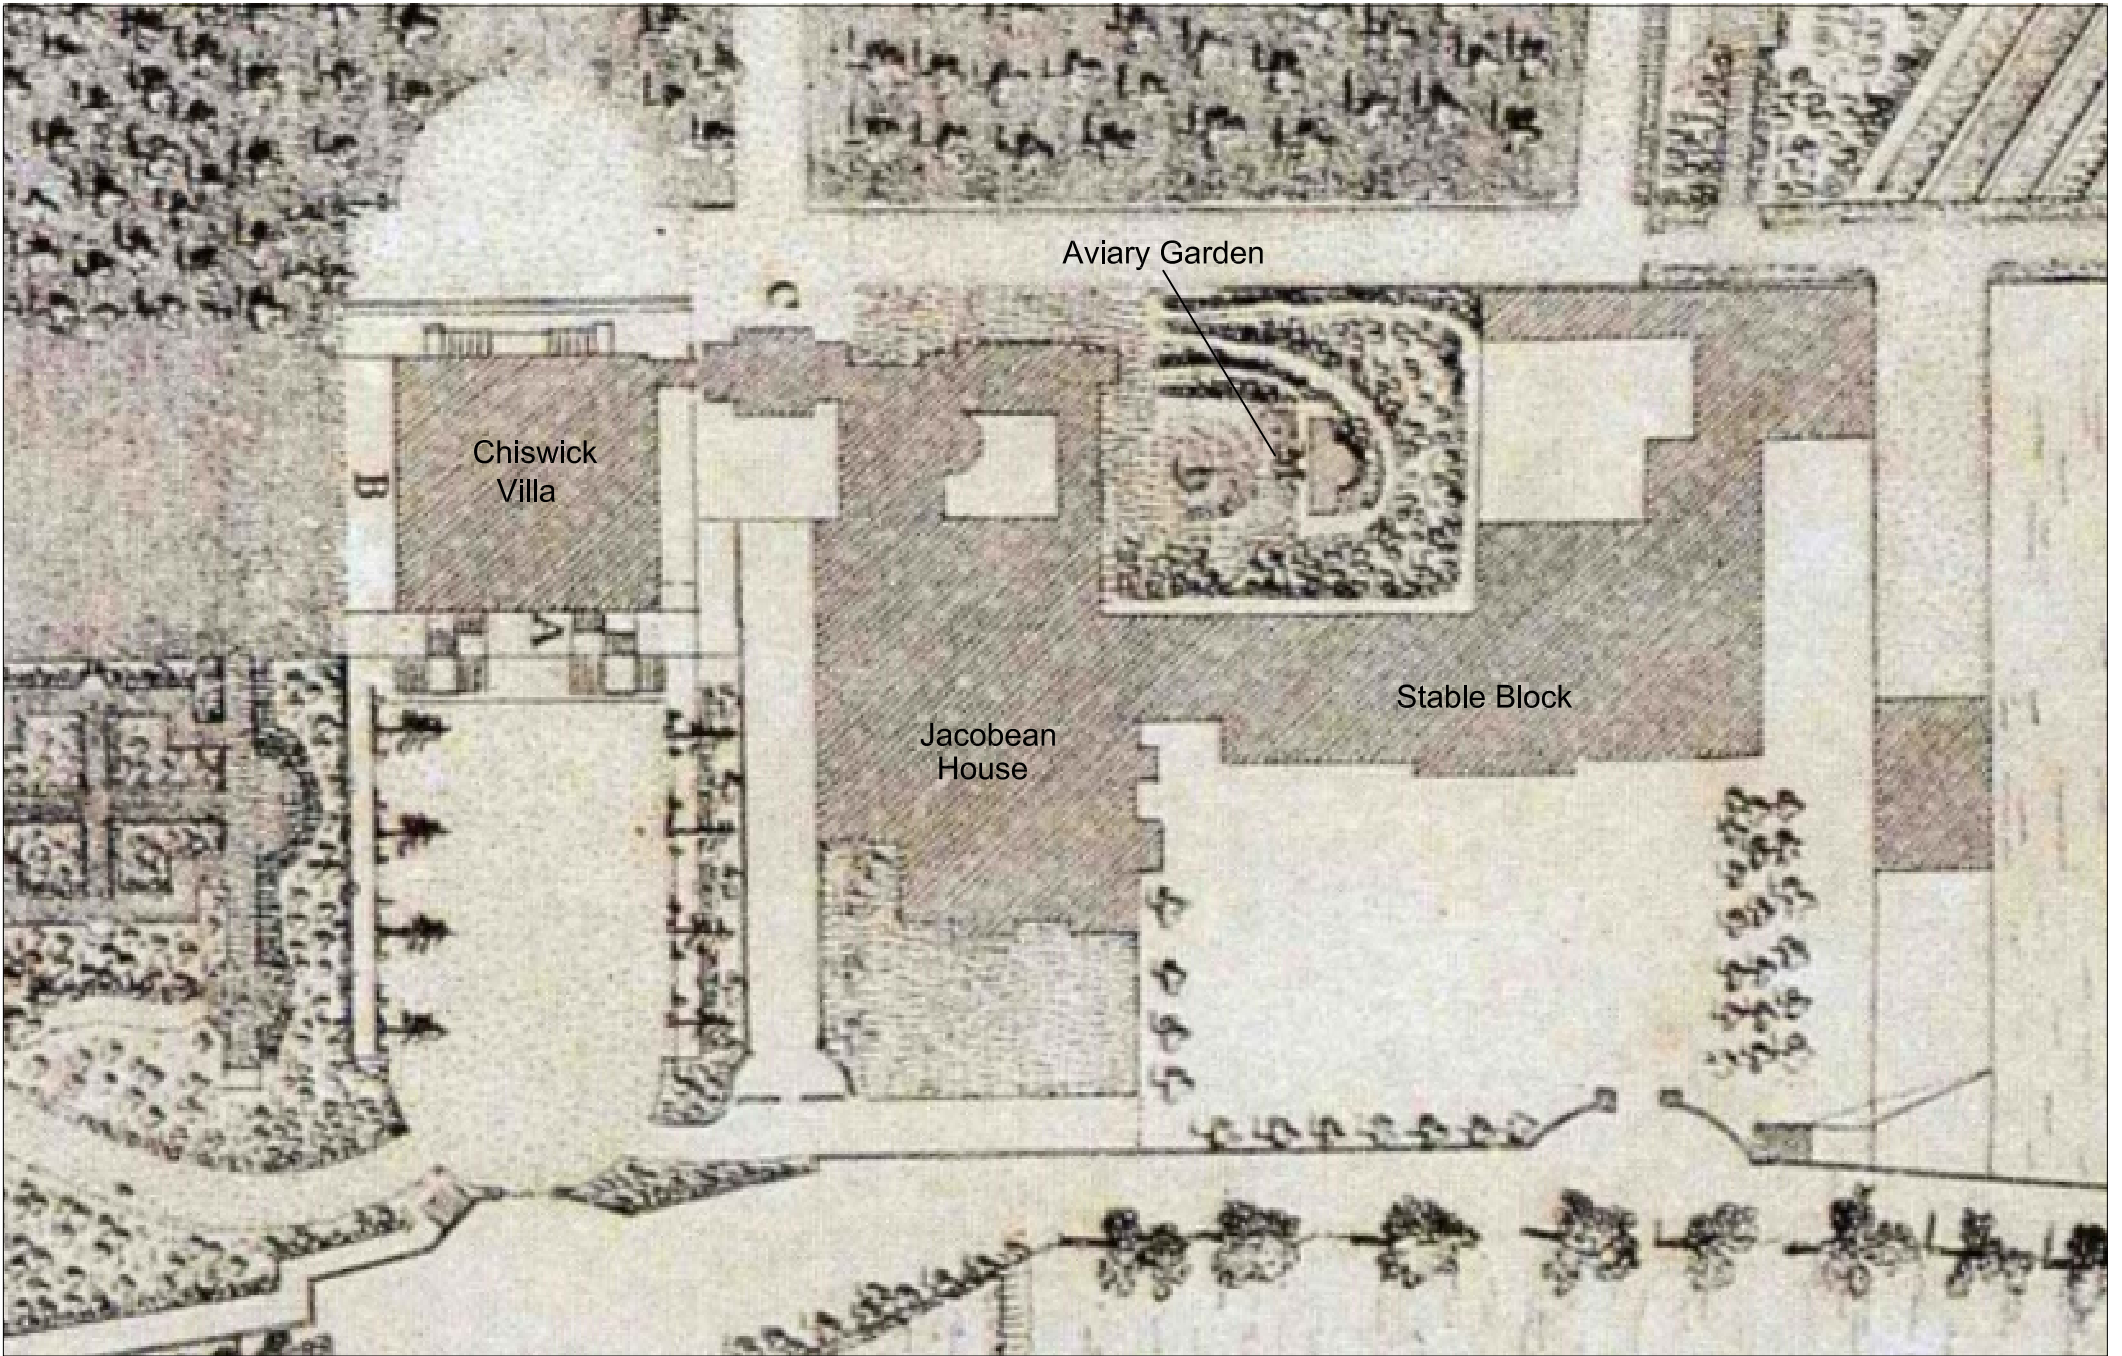 Aviary Garden
G
Chiswick
Villa
B
M
A
Stable Block
Jacobean
House